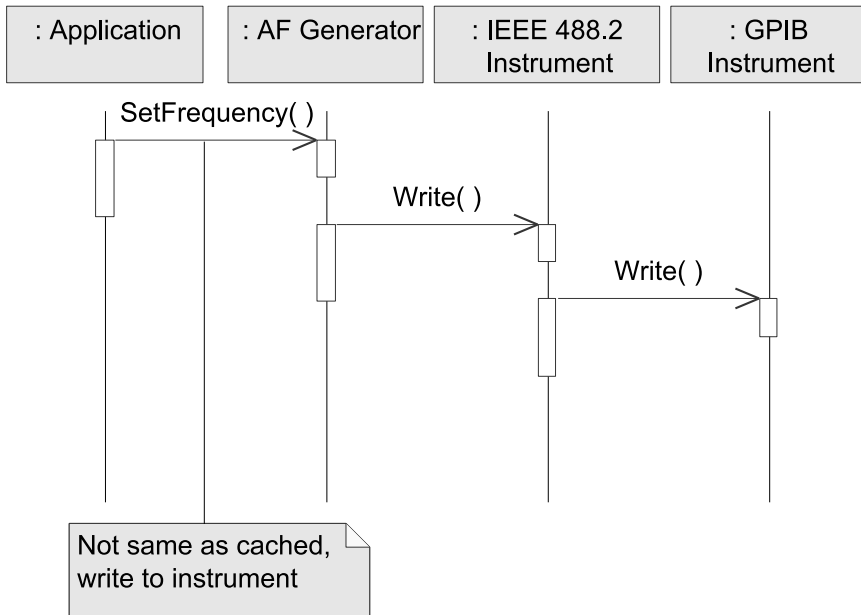 : Application
: AF Generator
: IEEE 488.2
Instrument
: GPIB
Instrument
SetFrequency( )
Write( )
Write( )
Not same as cached,
write to instrument